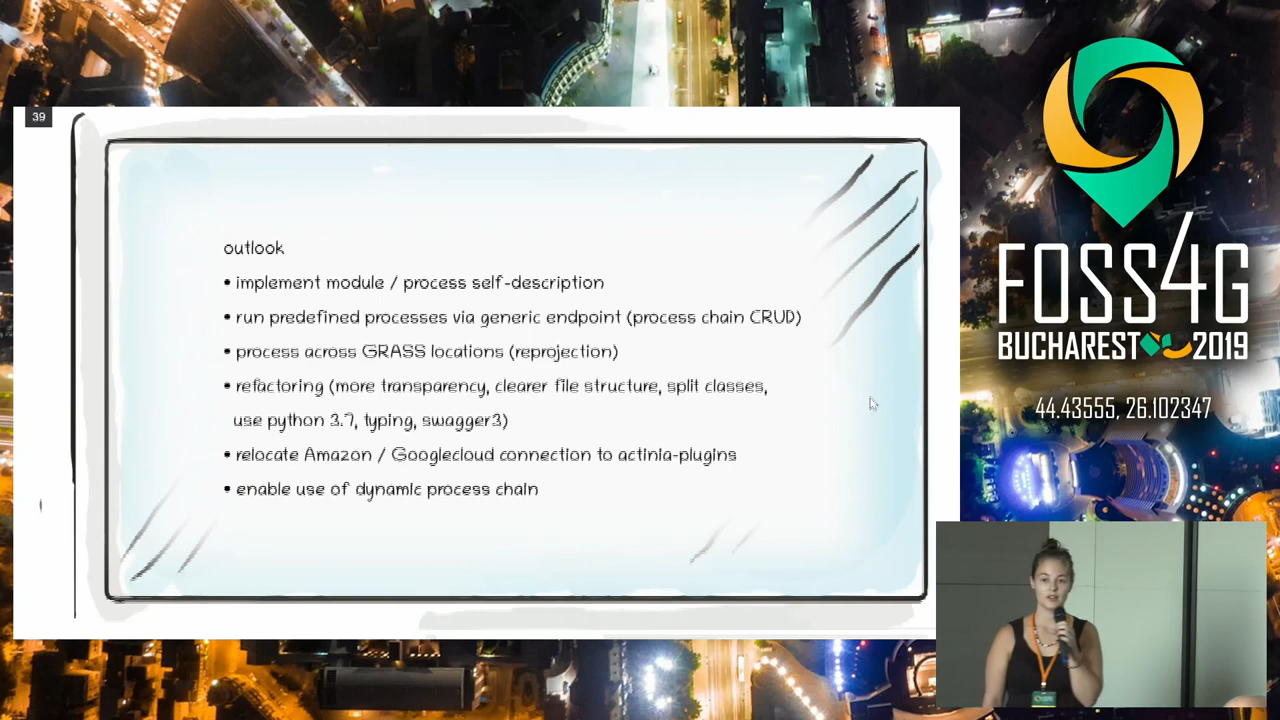 39
outlook
• implement module / process self-description
• run predefined processes via generic endpoint (process chain CRUD)
• process across GRASS locations (reprojection)
• refactoring (more transparency, clearer file structure, split classes,
use python 3.7, typing, swagger3)
• relocate Amazon / Googlecloud connection to actinia-plugins
• enable use of dynamic process chain
FOSS4G
BUCHAREST 2019
44.43555, 26.102347